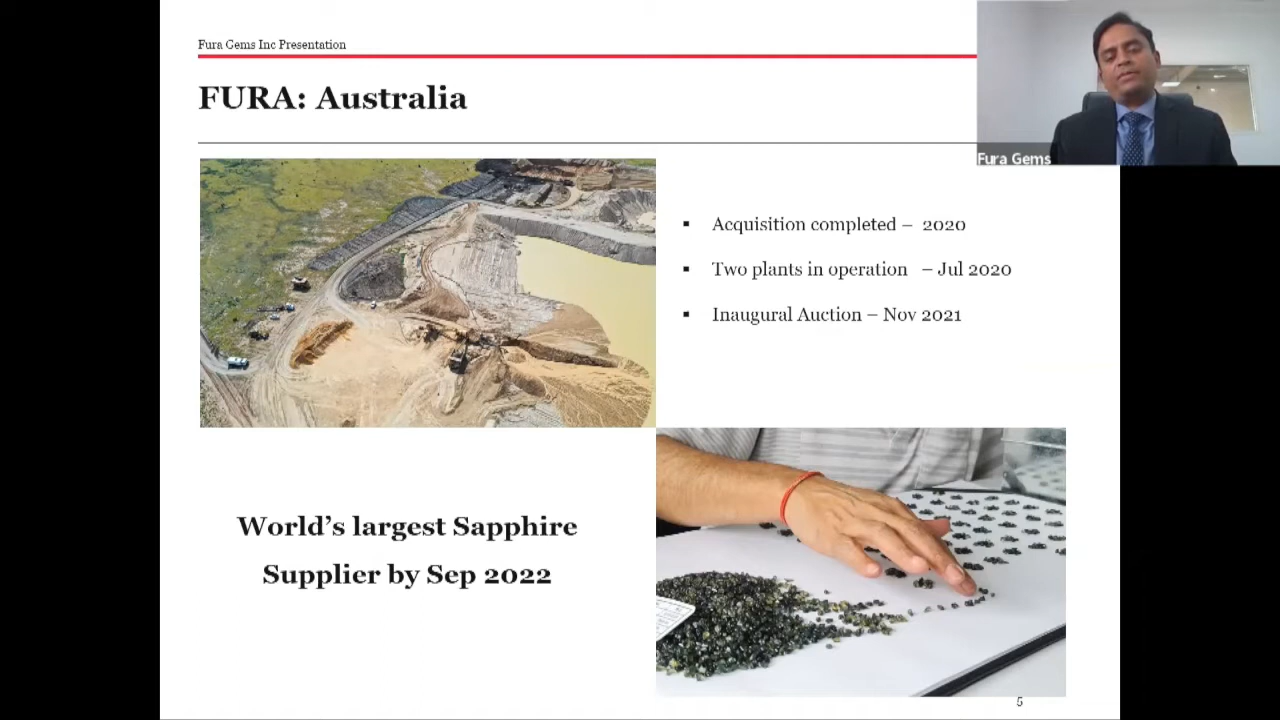 Fura Gems Inc Presentation
FURA: Australia
Fura Gems
▪ Acquisition completed – 2020
▪ Two plants in operation – Jul 2020
▪ Inaugural Auction – Nov 2021
World's largest Sapphire
Supplier by Sep 2022
5